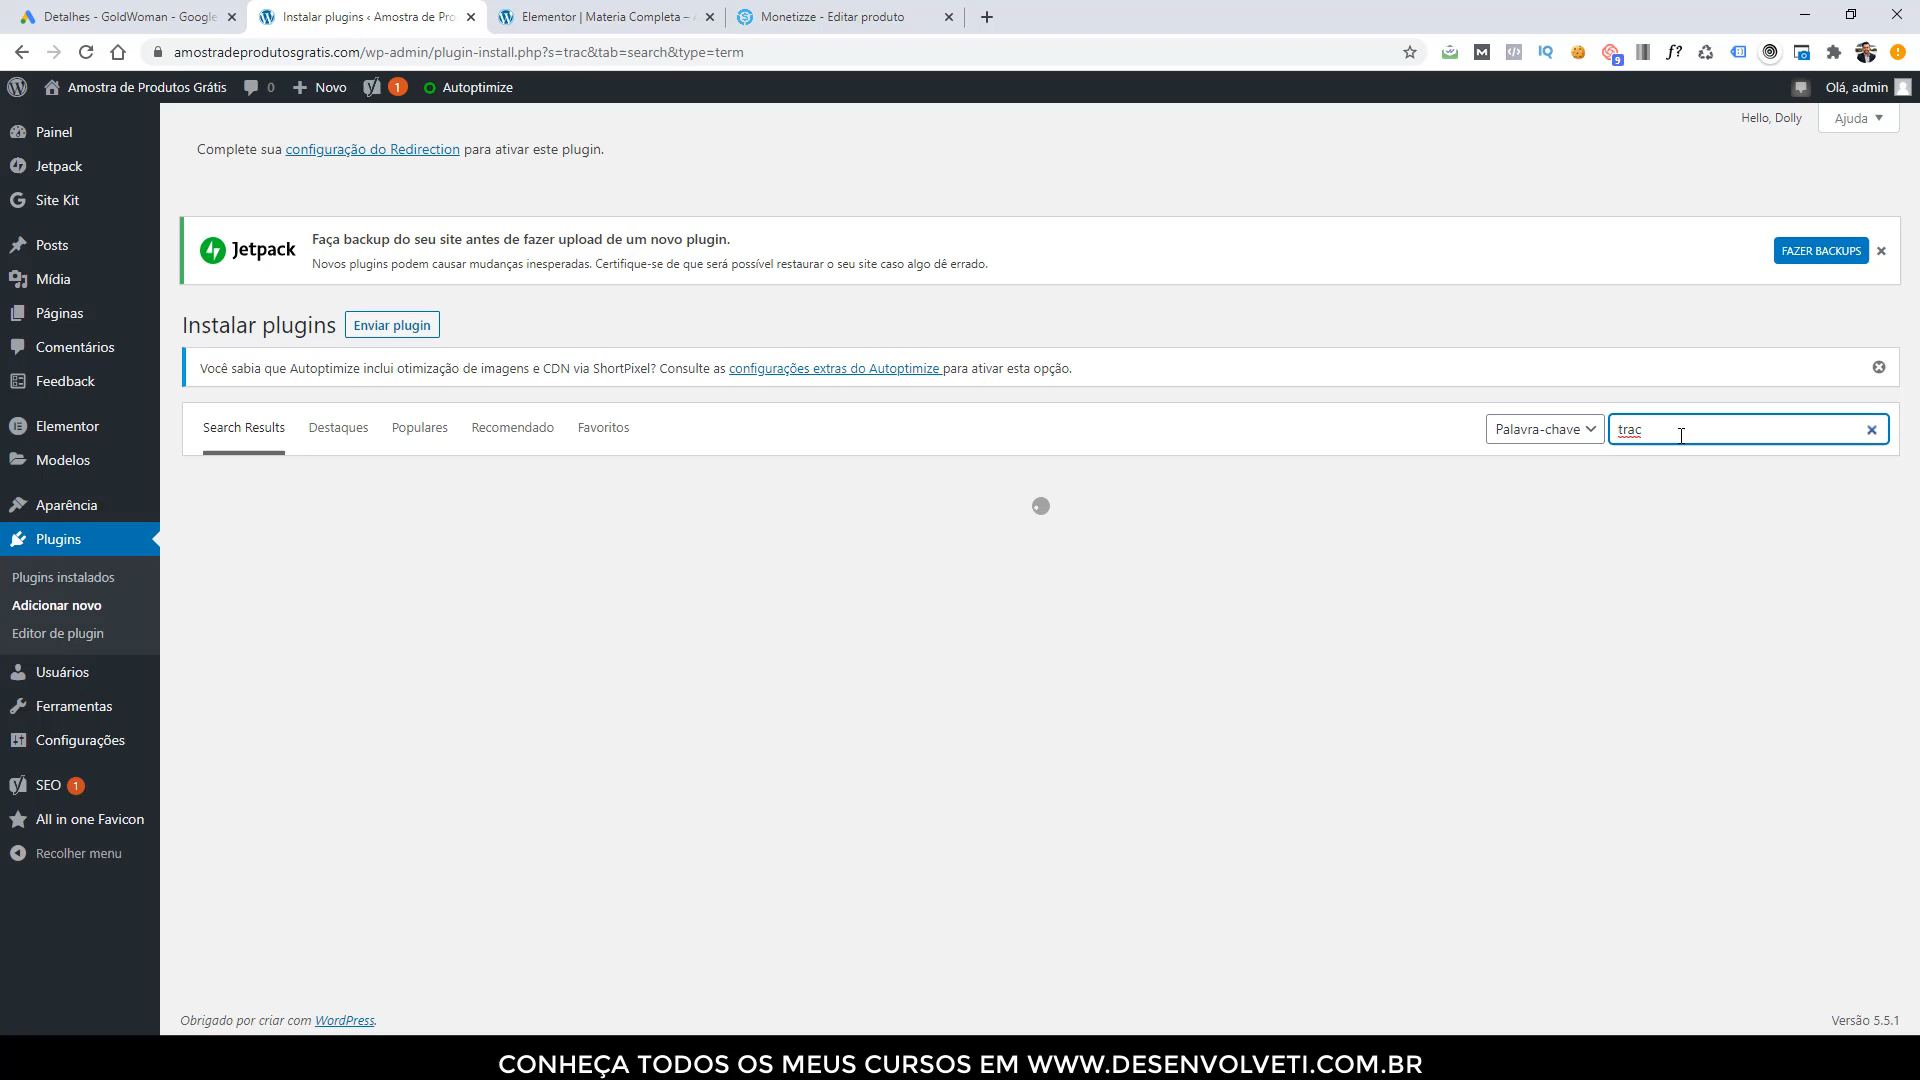 Detalhes - GoldWoman - Google
Instalar plugins ‹ Amostra de Pro
Elementor | Materia Completa –
Monetizze - Editar produto
amostradeprodutosgratis.com/wp-admin/plugin-install.php?s=trac&tab=search&type=term
Amostra de Produtos Grátis
0
Novo
1
Autoptimize
Olá, admin
Painel
Jetpack
Site Kit
Posts
Mídia
Páginas
Comentários
Feedback
Elementor
Modelos
Aparência
Plugins
Plugins instalados
Adicionar novo
Editor de plugin
Usuários
Ferramentas
Configurações
SEO 1
All in one Favicon
Recolher menu
Hello, Dolly
Ajuda
Complete sua configuração do Redirection para ativar este plugin.
Jetpack
Faça backup do seu site antes de fazer upload de um novo plugin.
Novos plugins podem causar mudanças inesperadas. Certifique-se de que será possível restaurar o seu site caso algo dê errado.
FAZER BACKUPS
Instalar plugins
Enviar plugin
Você sabia que Autoptimize inclui otimização de imagens e CDN via ShortPixel? Consulte as configurações extras do Autoptimize para ativar esta opção.
Search Results
Destaques
Populares
Recomendado
Favoritos
Palavra-chave
trac
Obrigado por criar com WordPress.
Versão 5.5.1
CONHEÇA TODOS OS MEUS CURSOS EM WWW.DESENVOLVETI.COM.BR